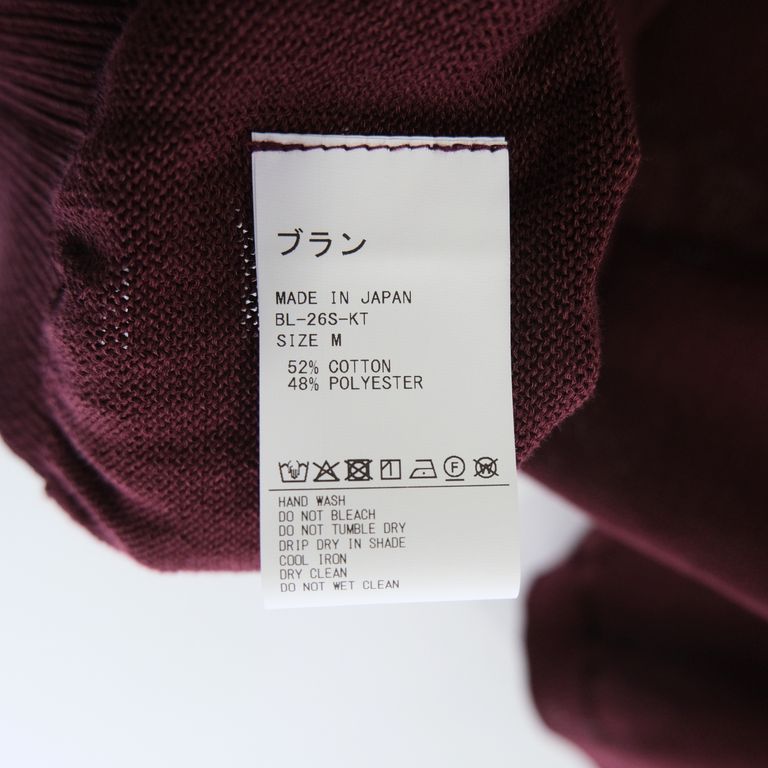 ブラン
MADE IN JAPAN
BL-26S-KT
SIZE M
52% COTTON
48% POLYESTER
F W
HAND WASH
DO NOT BLEACH
DO NOT TUMBLE DRY
DRIP DRY IN SHADE
COOL IRON
DRY CLEAN
DO NOT WET CLEAN